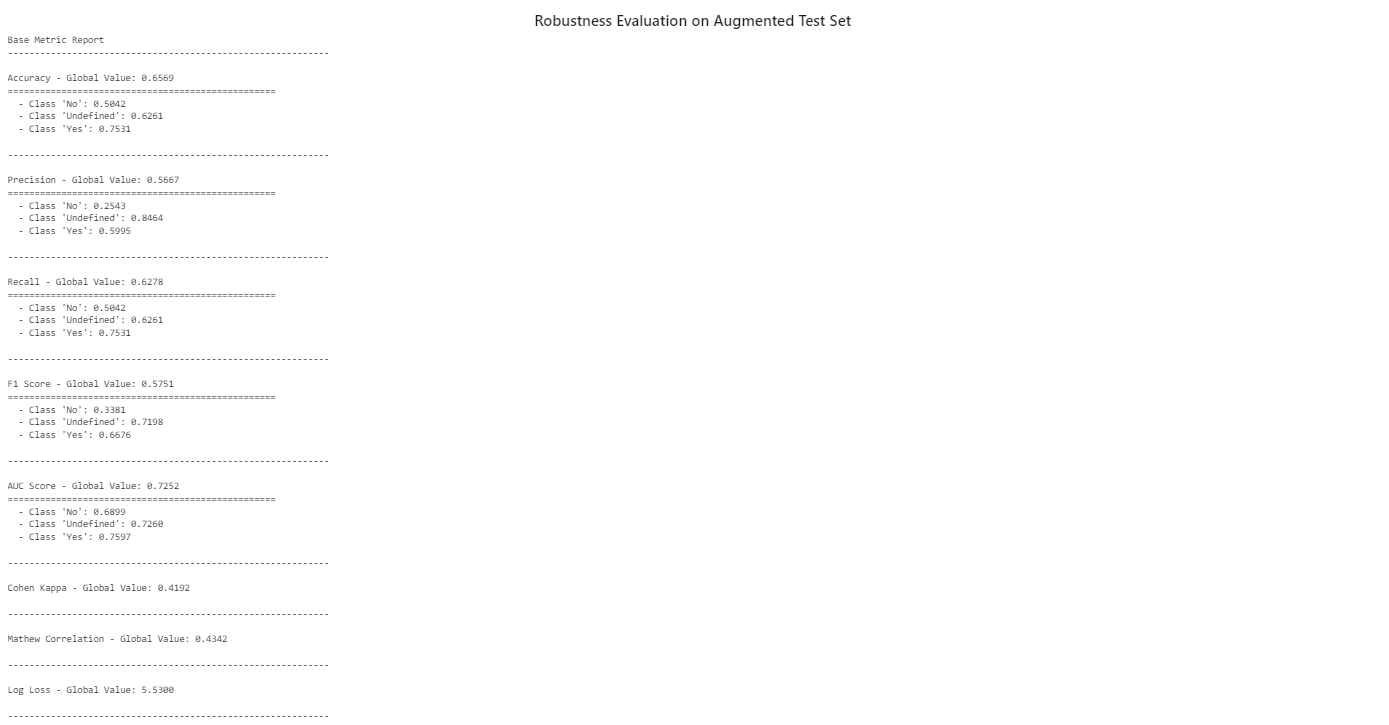 Robustness Evaluation on Augmented Test Set
Base Metric Report
------------------------------------------------------------
Accuracy - Global Value: 0.6569
==================================================
- Class 'No': 0.5042
- Class 'Undefined': 0.6261
- Class 'Yes': 0.7531
------------------------------------------------------------
Precision - Global Value: 0.5667
==================================================
- Class 'No': 0.2543
- Class 'Undefined': 0.8464
- Class 'Yes': 0.5995
------------------------------------------------------------
Recall - Global Value: 0.6278
==================================================
- Class 'No': 0.5042
- Class 'Undefined': 0.6261
- Class 'Yes': 0.7531
------------------------------------------------------------
F1 Score - Global Value: 0.5751
==================================================
- Class 'No': 0.3381
- Class 'Undefined': 0.7198
- Class 'Yes': 0.6676
------------------------------------------------------------
AUC Score - Global Value: 0.7252
==================================================
- Class 'No': 0.6899
- Class 'Undefined': 0.7260
- Class 'Yes': 0.7597
------------------------------------------------------------
Cohen Kappa - Global Value: 0.4192
------------------------------------------------------------
Mathew Correlation - Global Value: 0.4342
------------------------------------------------------------
Log Loss - Global Value: 5.5300
------------------------------------------------------------